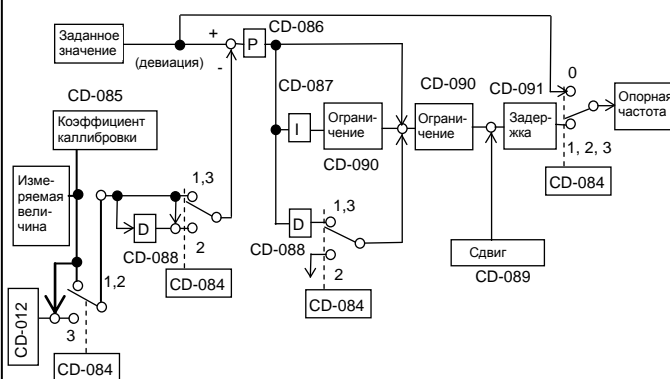 Заданное
значение
+
-
(девиация)
P
CD-086
CD-087
CD-085
Коэффициент
каллибровки
Изме-
ряемая
вели-
чина
I
Ограни-
чение
CD-090
CD-090
Ограни-
чение
CD-091
Задер-
жка
0
1, 2, 3
Опорная
частота
CD-084
1,3
D
2
CD-088
CD-084
D
1,3
CD-088
2
CD-084
Сдвиг
CD-089
1,2
CD-012
3
CD-084